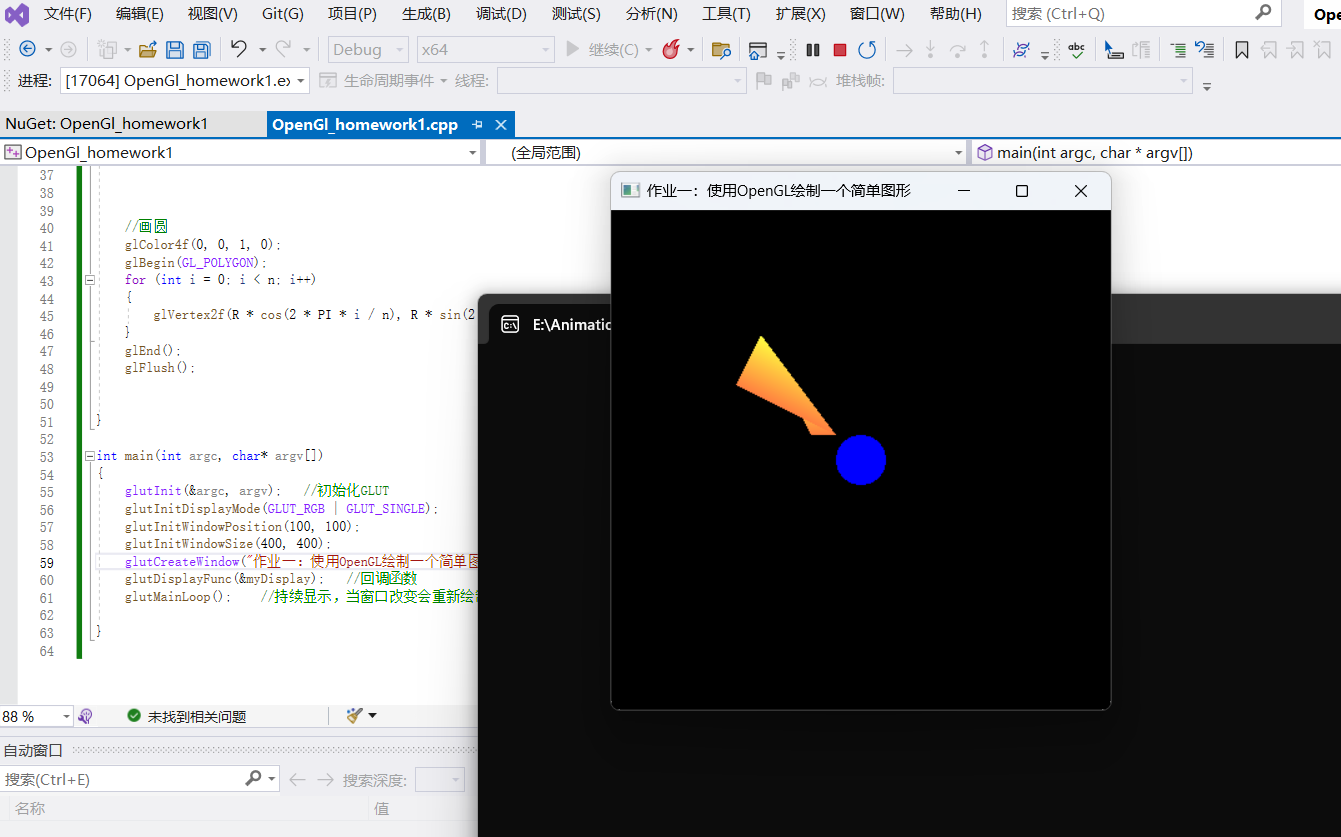 文件(F) 编辑(E) 视图(V) Git(G) 项目(P) 生成(B) 调试(D) 测试(S) 分析(N) 工具(T) 扩展(X) 窗口(W) 帮助(H) 搜索 (Ctrl+Q) Ope
Debug x64 继续(C)
进程: [17064] OpenGl_homework1.ex 生命周期事件 线程: 堆栈帧:
NuGet: OpenGl_homework1 OpenGl_homework1.cpp
OpenGl_homework1 (全局范围) main(int argc, char * argv[])
37
38
39
40 //画圆
41 glColor4f(0, 0, 1, 0);
42 glBegin(GL_POLYGON);
43 for (int i = 0; i < n; i++)
44 {
45 glVertex2f(R * cos(2 * PI * i / n), R * sin(2
46 }
47 glEnd();
48 glFlush();
49
50
51 }
52
53 int main(int argc, char* argv[])
54 {
55 glutInit(&argc, argv); //初始化GLUT
56 glutInitDisplayMode(GLUT_RGB | GLUT_SINGLE);
57 glutInitWindowPosition(100, 100);
58 glutInitWindowSize(400, 400);
59 glutCreateWindow("作业一: 使用OpenGL绘制一个简单图
60 glutDisplayFunc(&myDisplay); //回调函数
61 glutMainLoop(); //持续显示，当窗口改变会重新绘
62
63 }
64
作业一：使用OpenGL绘制一个简单图形
E:\Animatic
88 % 未找到相关问题
自动窗口
搜索(Ctrl+E) 搜索深度:
名称 值